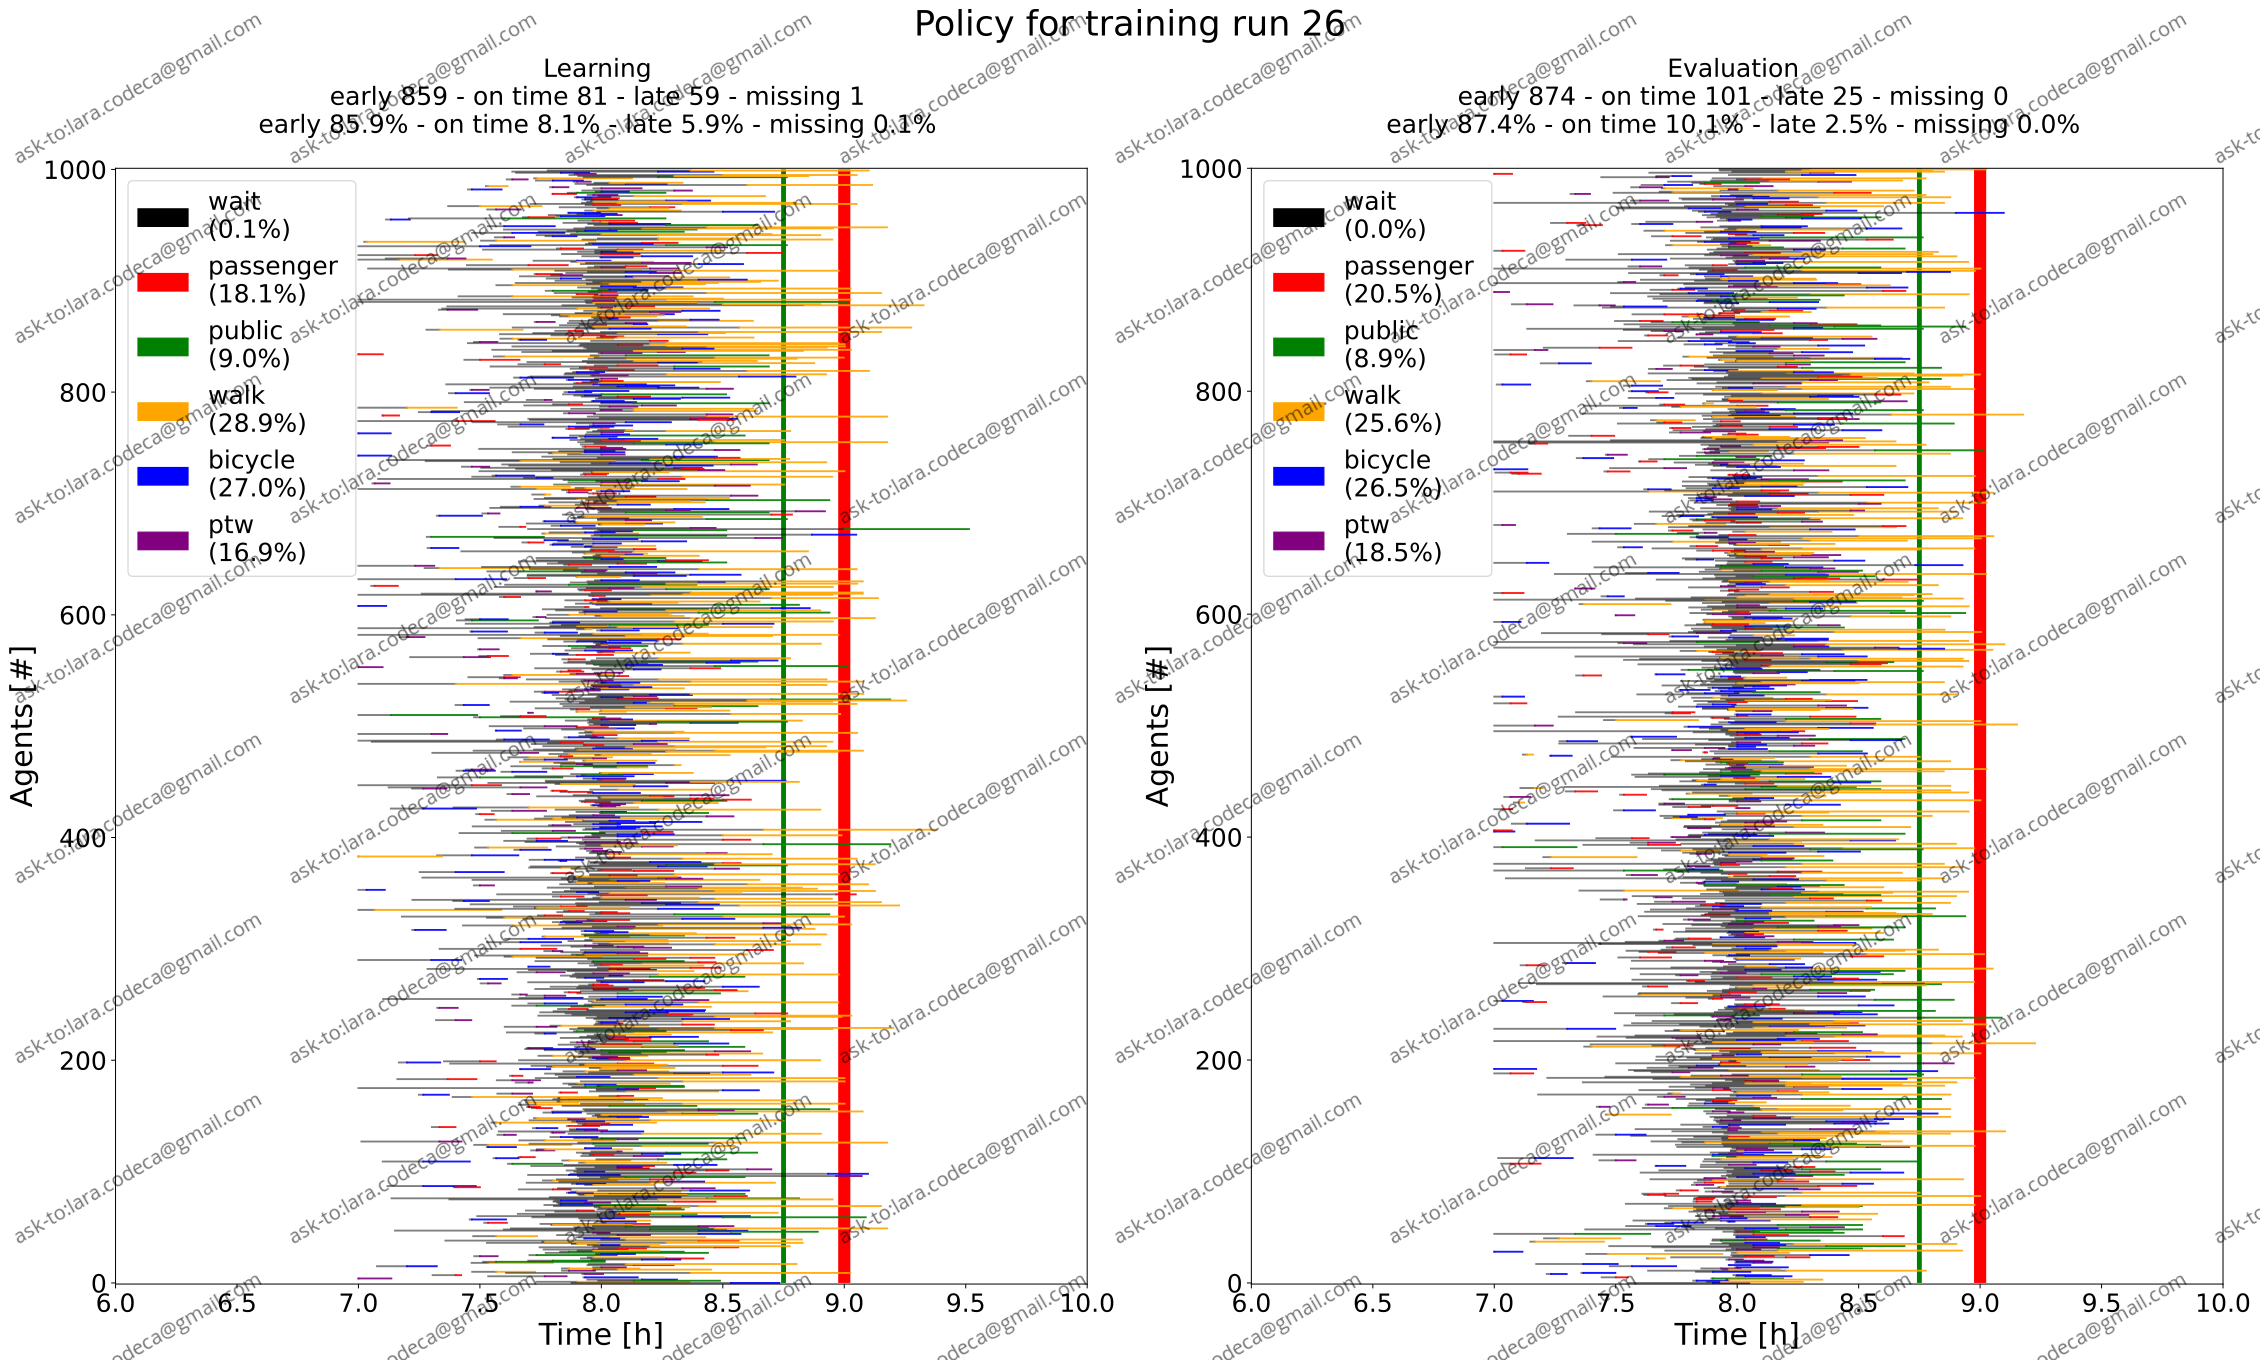 Policy for training run 26
Learning
early 859 - on time 81 - late 59 - missing 1
early 85.9% - on time 8.1% - late 5.9% - missing 0.1%
1000
800
600
400
200
0
Agents [#]
wait
(0.1%)
passenger
(18.1%)
public
(9.0%)
walk
(28.9%)
bicycle
(27.0%)
ptw
(16.9%)
6.0 6.5 7.0 7.5 8.0 8.5 9.0 9.5 10.0
Time [h]
Evaluation
early 874 - on time 101 - late 25 - missing 0
early 87.4% - on time 10.1% - late 2.5% - missing 0.0%
1000
800
600
400
200
0
Agents [#]
wait
(0.0%)
passenger
(20.5%)
public
(8.9%)
walk
(25.6%)
bicycle
(26.5%)
ptw
(18.5%)
6.0 6.5 7.0 7.5 8.0 8.5 9.0 9.5 10.0
Time [h]
ask-to:lara.codeca@gmail.com